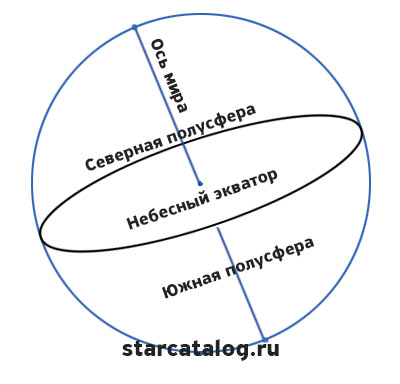 Ось мира
Северная полусфера
Небесный экватор
Южная полусфера
starcatalog.ru